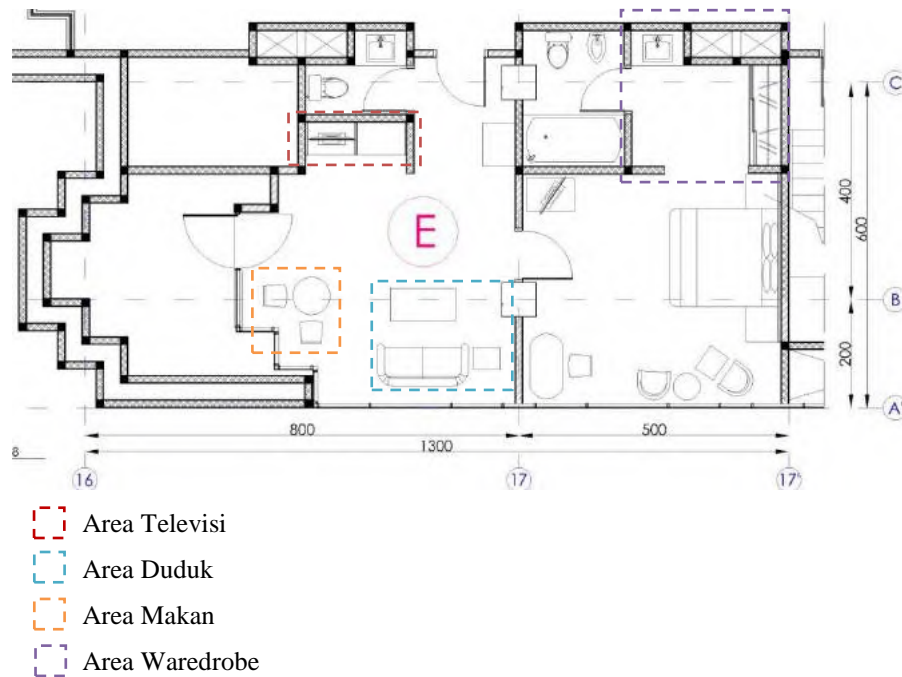 C
E
400
600
B
200
A'
800
500
1300
8
16
17
17'
Area Televisi
Area Duduk
Area Makan
Area Waredrobe